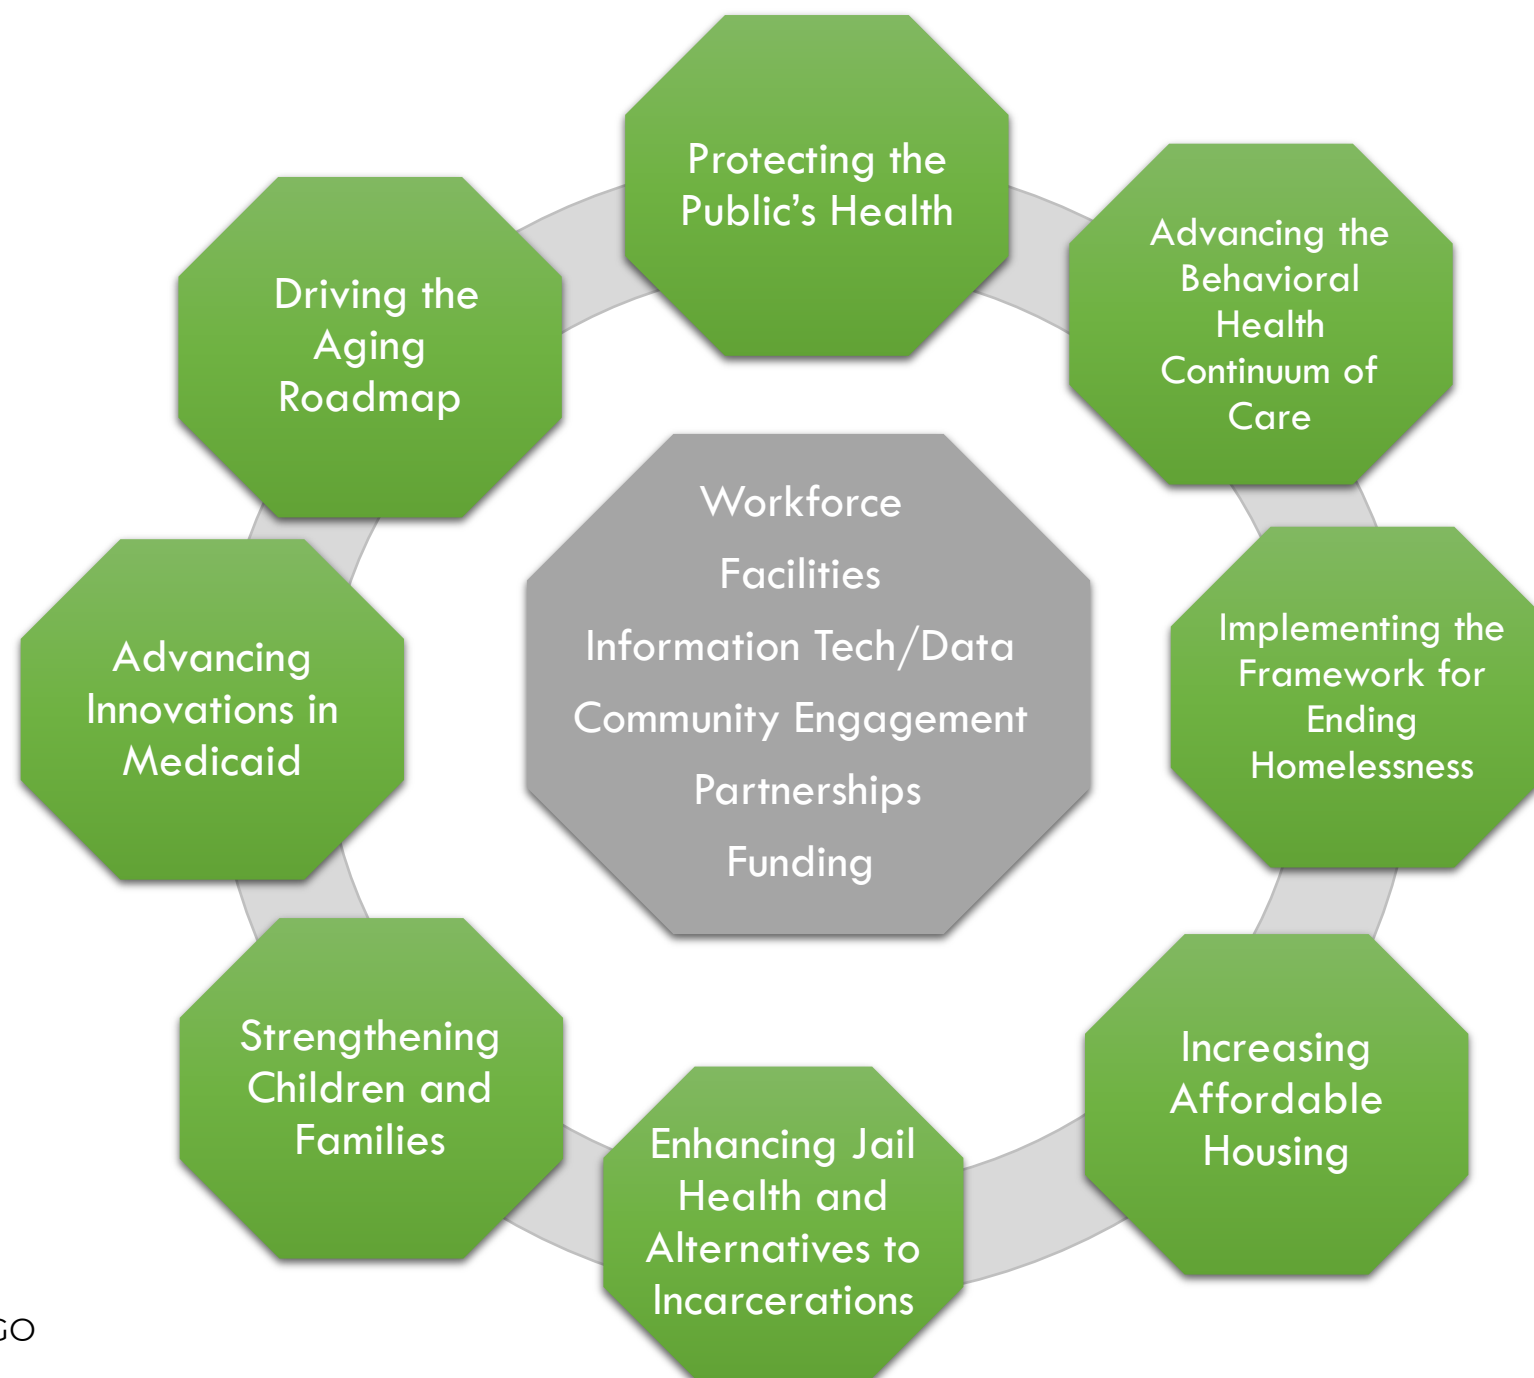 Protecting the
Public's Health
Advancing the
Behavioral
Health
Continuum of
Care
Implementing the
Framework for
Ending
Homelessness
Increasing
Affordable
Housing
Enhancing Jail
Health and
Alternatives to
Incarcerations
Strengthening
Children and
Families
Advancing
Innovations in
Medicaid
Driving the
Aging
Roadmap
Workforce
Facilities
Information Tech/Data
Community Engagement
Partnerships
Funding